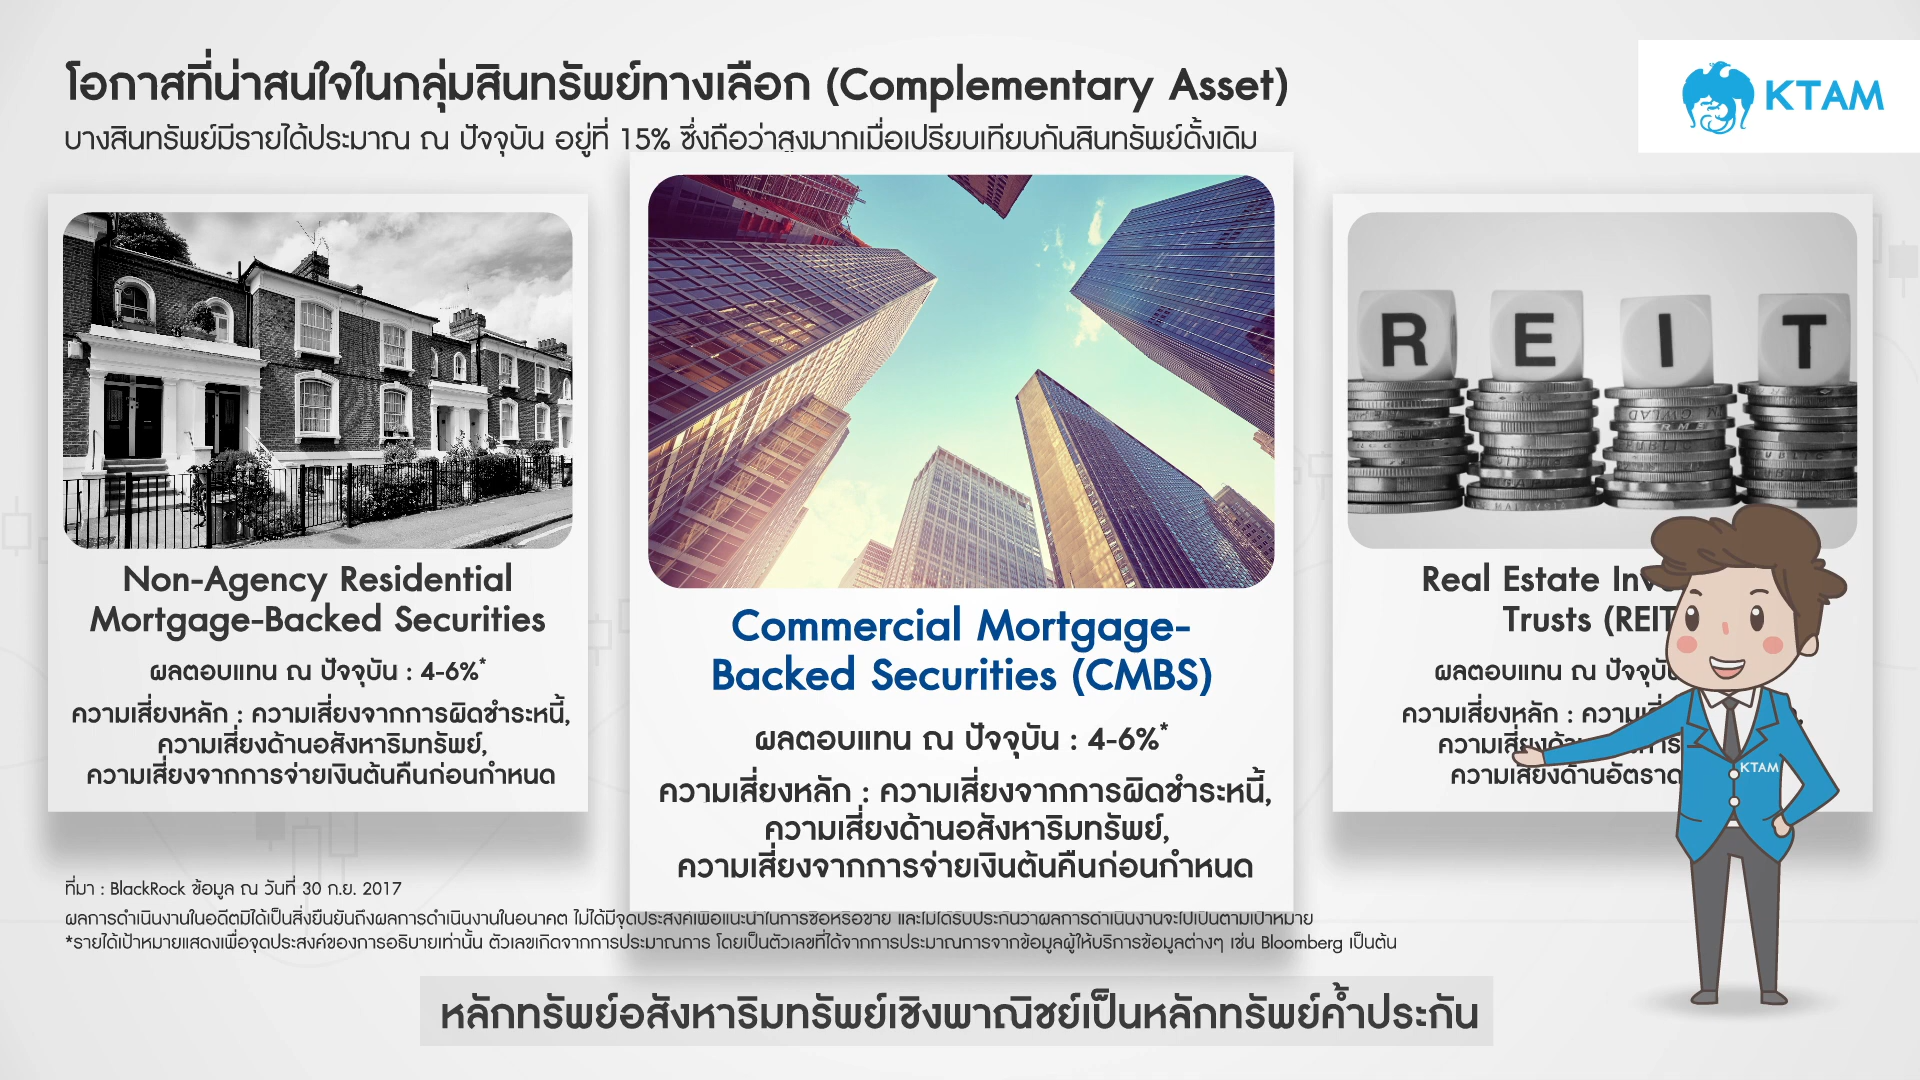 โอกาสที่น่าสนใจในกลุ่มสินทรัพย์ทางเลือก (Complementary Asset)
บางสินทรัพย์มีรายได้ประมาณ ณ ปัจจุบัน อยู่ที่ 15% ซึ่งถือว่าสูงมากเมื่อเปรียบเทียบกับสินทรัพย์ดั้งเดิม
KTAM
Non-Agency Residential
Mortgage-Backed Securities
ผลตอบแทน ณ ปัจจุบัน : 4-6%*
ความเสี่ยงหลัก : ความเสี่ยงจากการผิดชำระหนี้,
ความเสี่ยงด้านอสังหาริมทรัพย์,
ความเสี่ยงจากการจ่ายเงินต้นคืนก่อนกำหนด
Commercial Mortgage-
Backed Securities (CMBS)
ผลตอบแทน ณ ปัจจุบัน : 4-6%*
ความเสี่ยงหลัก : ความเสี่ยงจากการผิดชำระหนี้,
ความเสี่ยงด้านอสังหาริมทรัพย์,
ความเสี่ยงจากการจ่ายเงินต้นคืนก่อนกำหนด
R E I T
Real Estate
Trusts (REIT
ผลตอบแทน ณ
ความเสี่ยงหลัก :
KTAM
ที่มา : BlackRock ข้อมูล ณ วันที่ 30 ก.ย. 2017
ผลการดำเนินงานในอดีตมิได้เป็นสิ่งยืนยันถึงผลการดำเนินงานในอนาคต ไม่ได้มีจุดประสงค์เพื่อแนะนำในการซื้อหรือขาย และไม่ได้รับประกันว่าผลการดำเนินงานจะไปเป็นตามเป้าหมาย
*รายได้เป้าหมายแสดงเพื่อจุดประสงค์ของการอธิบายเท่านั้น ตัวเลขเกิดจากการประมาณการ โดยเป็นตัวเลขที่ได้จากการประมาณการจากข้อมูลผู้ให้บริการข้อมูลต่างๆ เช่น Bloomberg เป็นต้น
หลักทรัพย์อสังหาริมทรัพย์เชิงพาณิชย์เป็นหลักทรัพย์ค้ำประกัน